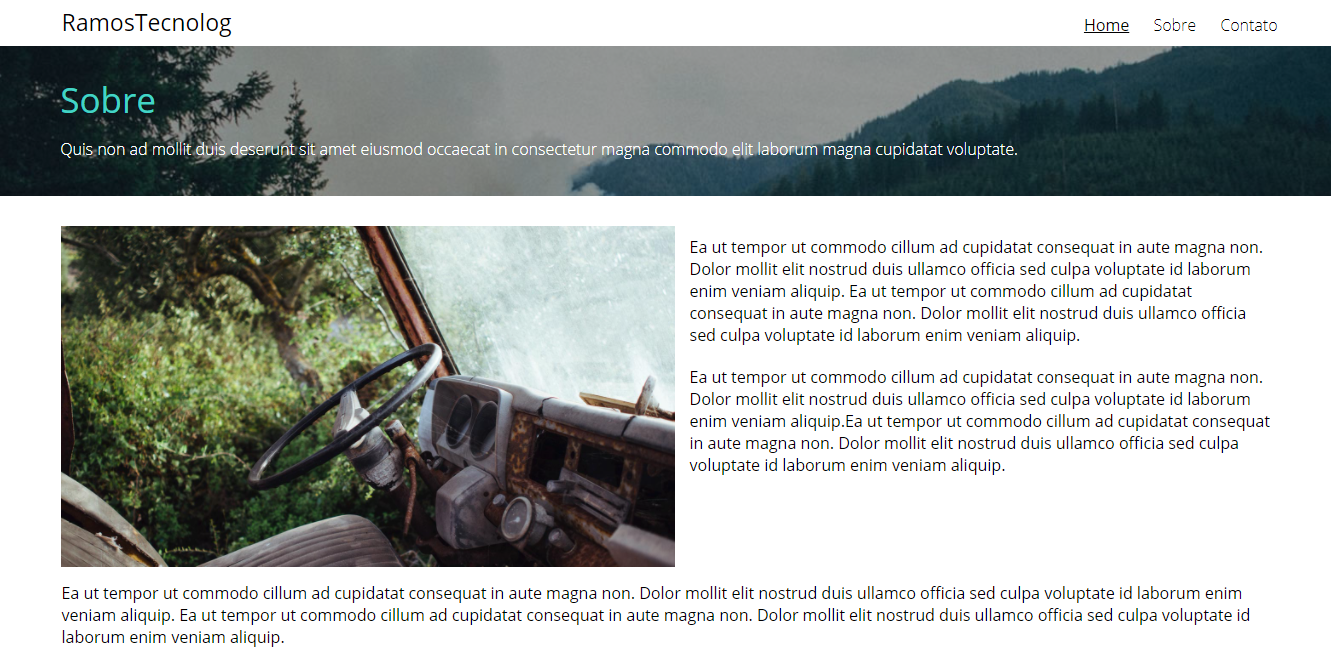 RamosTecnolog
Home Sobre Contato
Sobre
Quis non ad mollit duis deserunt sit amet eiusmod occaecat in consectetur magna commodo elit laborum magna cupidatat voluptate.
Ea ut tempor ut commodo cillum ad cupidatat consequat in aute magna non.
Dolor mollit elit nostrud duis ullamco officia sed culpa voluptate id laborum
enim veniam aliquip. Ea ut tempor ut commodo cillum ad cupidatat
consequat in aute magna non. Dolor mollit elit nostrud duis ullamco officia
sed culpa voluptate id laborum enim veniam aliquip.
Ea ut tempor ut commodo cillum ad cupidatat consequat in aute magna non.
Dolor mollit elit nostrud duis ullamco officia sed culpa voluptate id laborum
enim veniam aliquip.Ea ut tempor ut commodo cillum ad cupidatat consequat
in aute magna non. Dolor mollit elit nostrud duis ullamco officia sed culpa
voluptate id laborum enim veniam aliquip.
Ea ut tempor ut commodo cillum ad cupidatat consequat in aute magna non. Dolor mollit elit nostrud duis ullamco officia sed culpa voluptate id laborum enim
veniam aliquip. Ea ut tempor ut commodo cillum ad cupidatat consequat in aute magna non. Dolor mollit elit nostrud duis ullamco officia sed culpa voluptate id
laborum enim veniam aliquip.